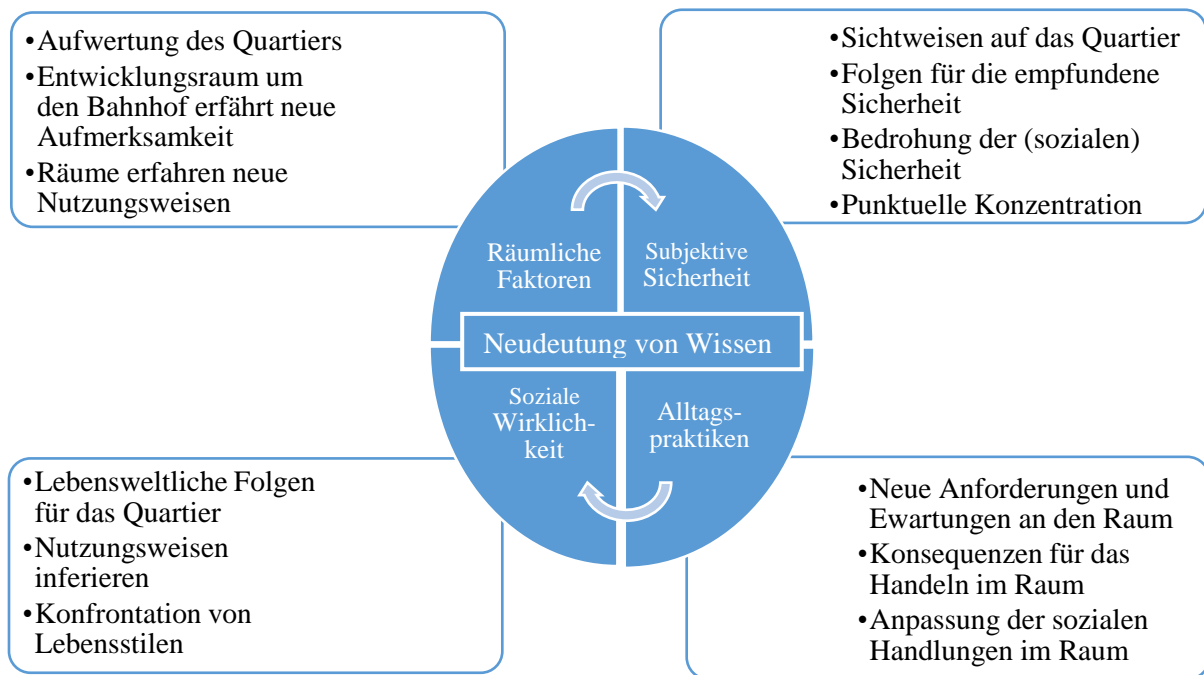 •Aufwertung des Quartiers
•Entwicklungsraum um
den Bahnhof erfährt neue
Aufmerksamkeit
•Räume erfahren neue
Nutzungsweisen
•Sichtweisen auf das Quartier
•Folgen für die empfundene
Sicherheit
•Bedrohung der (sozialen)
Sicherheit
•Punktuelle Konzentration
Räumliche
Faktoren
Subjektive
Sicherheit
Neudeutung von Wissen
Soziale
Wirklich-
keit
Alltags-
praktiken
•Lebensweltliche Folgen
für das Quartier
•Nutzungsweisen
inferieren
•Konfrontation von
Lebensstilen
•Neue Anforderungen und
Ewartungen an den Raum
•Konsequenzen für das
Handeln im Raum
•Anpassung der sozialen
Handlungen im Raum